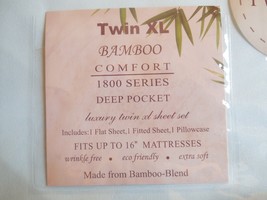 Twin XL
BAMBOO
COMFORT
1800 SERIES
DEEP POCKET
luxury twin xl sheet set
Includes:1 Flat Sheet,1 Fitted Sheet,1 Pillowcase
FITS UP TO 16" MATTRESSES
wrinkle free • eco friendly • extra soft
Made from Bamboo-Blend